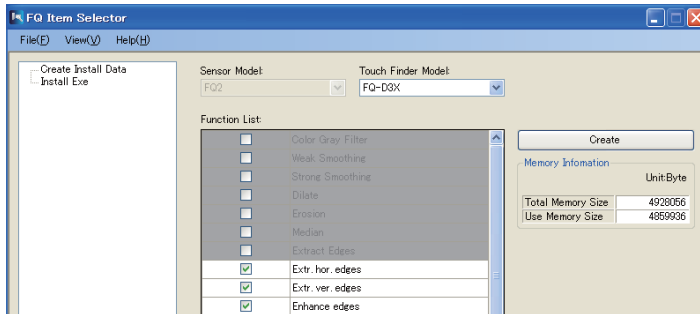 FQ Item Selector
File(F) View(V) Help(H)
Create Install Data
Install Exe
Sensor Model:
Touch Finder Model:
FQ2
FQ-D3X
Function List:
Color Gray Filter
Weak Smoothing
Strong Smoothing
Dilate
Erosion
Median
Extract Edges
Extr. hor. edges
Extr. ver. edges
Enhance edges
Create
Memory Infomation
Unit:Byte
Total Memory Size 4928056
Use Memory Size 4859936